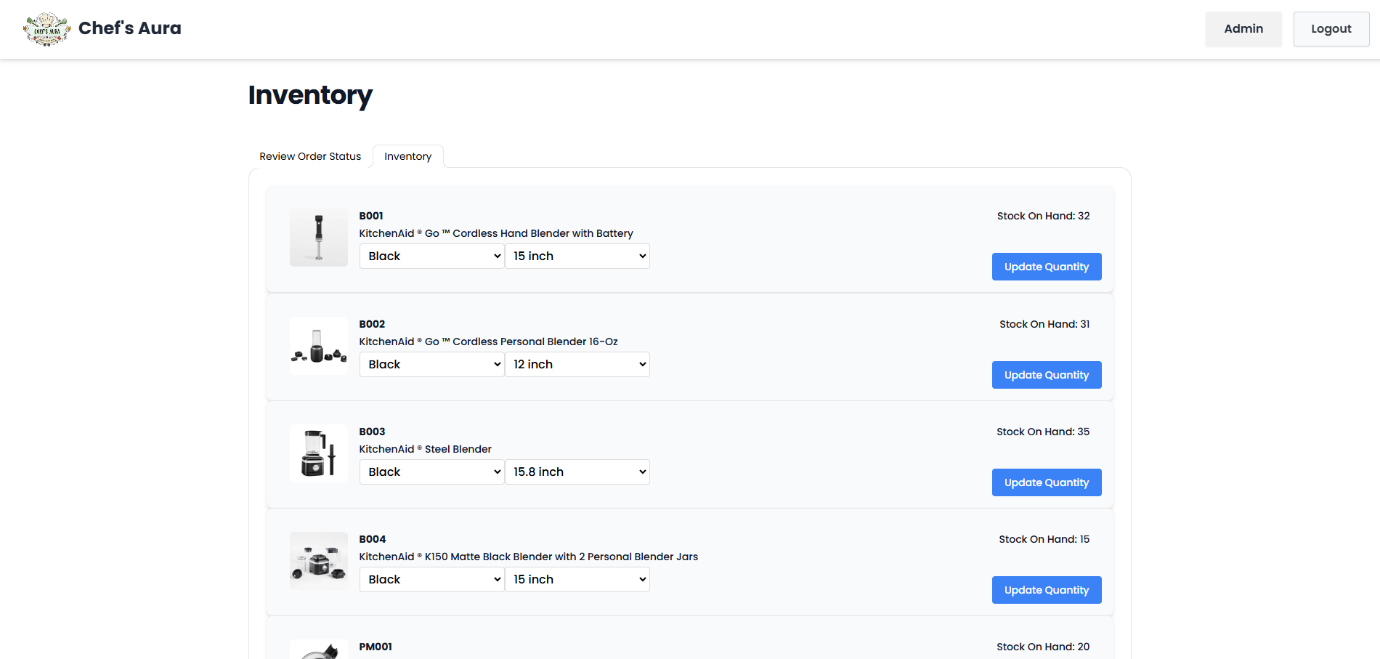 CHEF'S AURA
Chef's Aura
Admin
Logout
Inventory
Review Order Status
Inventory
B001
Stock On Hand: 32
KitchenAid ® Go ™ Cordless Hand Blender with Battery
Black
15 inch
Update Quantity
B002
Stock On Hand: 31
KitchenAid ® Go ™ Cordless Personal Blender 16-Oz
Black
12 inch
Update Quantity
B003
Stock On Hand: 35
KitchenAid ® Steel Blender
Black
15.8 inch
Update Quantity
B004
Stock On Hand: 15
KitchenAid ® K150 Matte Black Blender with 2 Personal Blender Jars
Black
15 inch
Update Quantity
PM001
Stock On Hand: 20